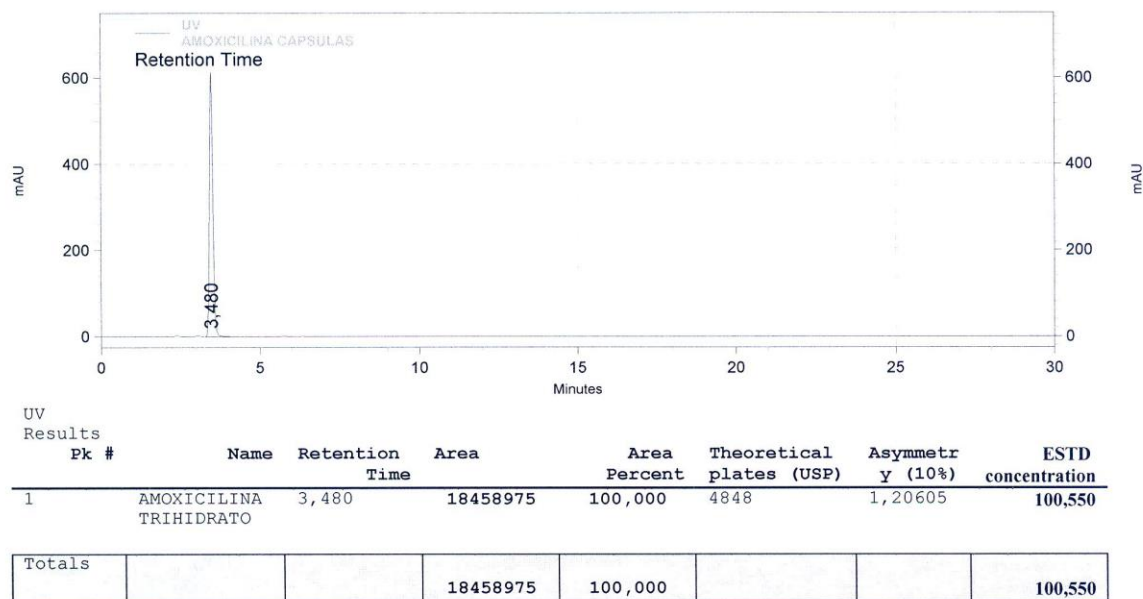 UV
AMOXICILINA CAPSULAS
Retention Time
600
400
200
0
mAU
3,480
600
400
200
0
mAU
0 5 10 15 20 25 30
Minutes
UV
Results
Pk # Name Retention Time Area Area Percent Theoretical plates (USP) Asymmetr y (10%) ESTD concentration
1 AMOXICILINA TRIHIDRATO 3,480 18458975 100,000 4848 1,20605 100,550
Totals
18458975 100,000 100,550